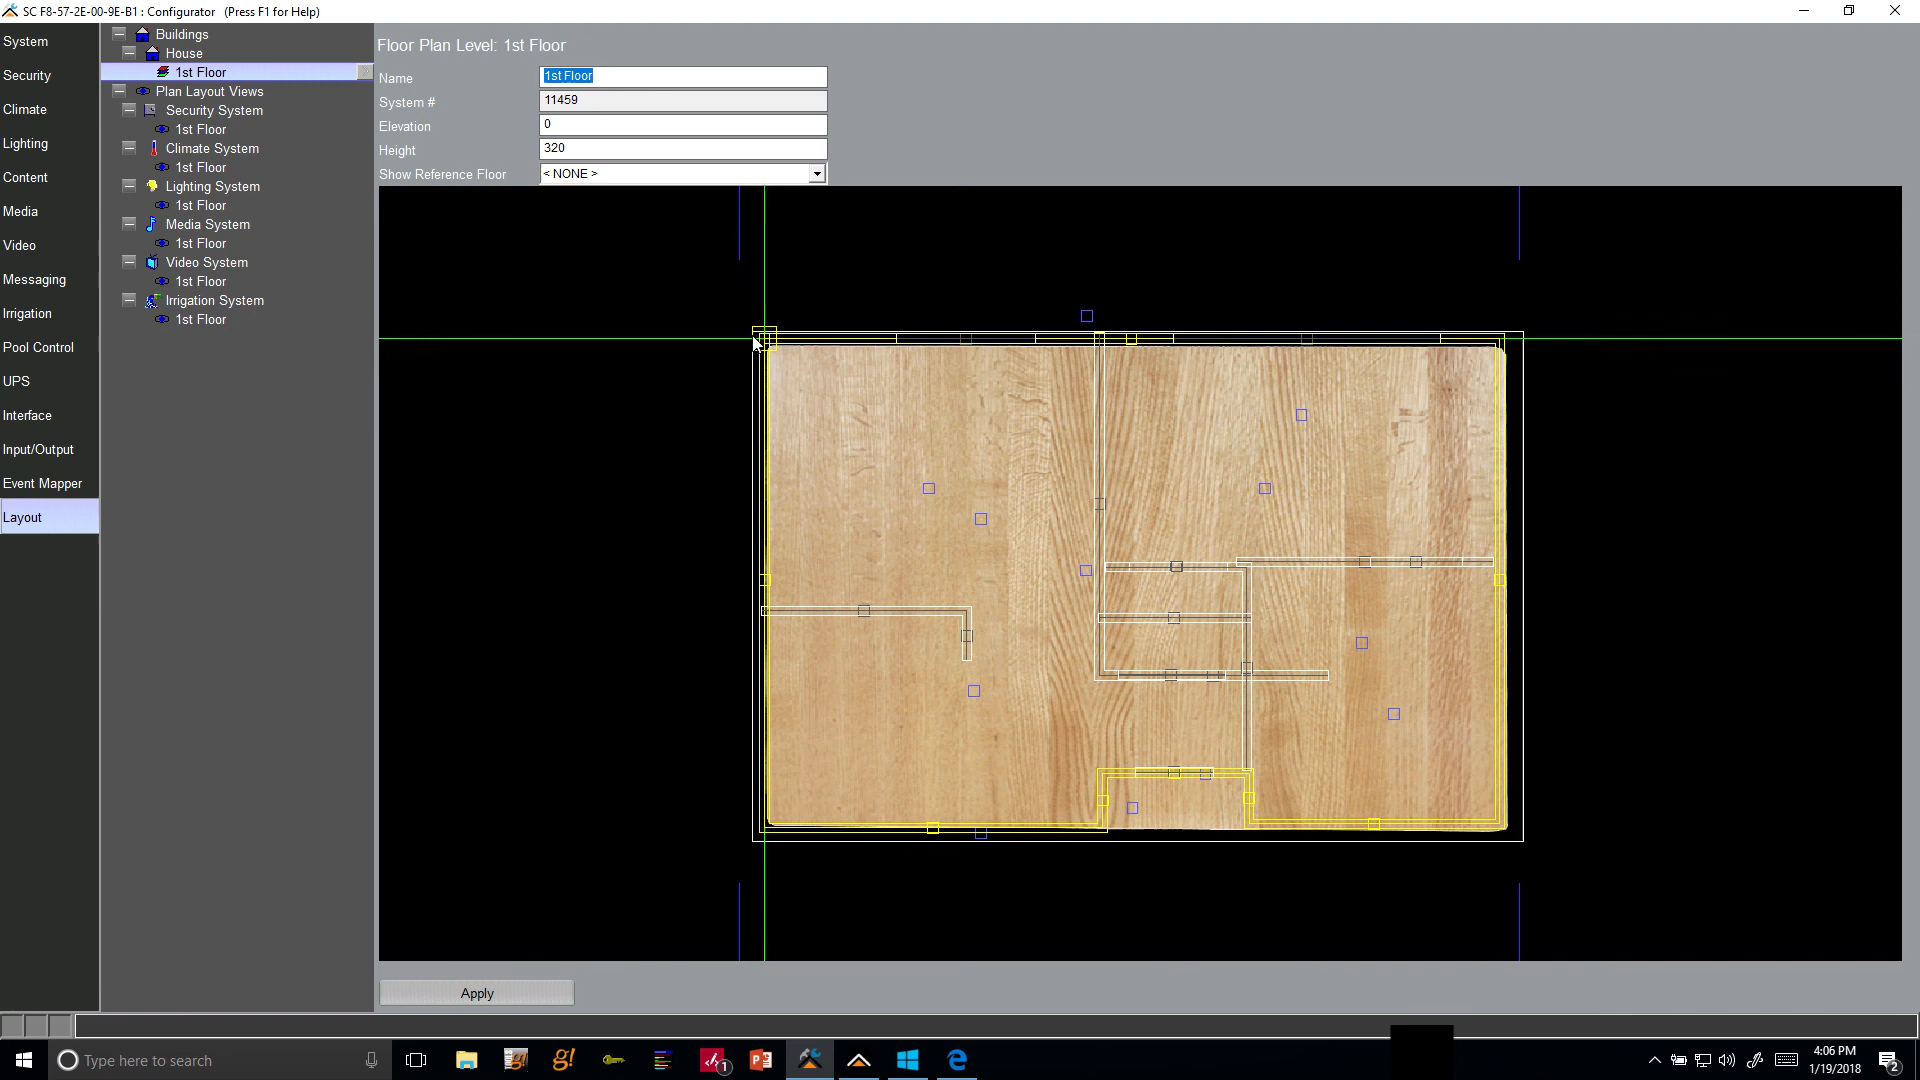 SC F8-57-2E-00-9E-B1 : Configurator (Press F1 for Help)
System
Security
Climate
Lighting
Content
Media
Video
Messaging
Irrigation
Pool Control
UPS
Interface
Input/Output
Event Mapper
Layout
Buildings
House
1st Floor
Plan Layout Views
Security System
1st Floor
Climate System
1st Floor
Lighting System
1st Floor
Media System
1st Floor
Video System
1st Floor
Irrigation System
1st Floor
Floor Plan Level: 1st Floor
Name 1st Floor
System # 11459
Elevation 0
Height 320
Show Reference Floor < NONE >
Apply
Type here to search
g!
g!
1
4:06 PM
1/19/2018
2